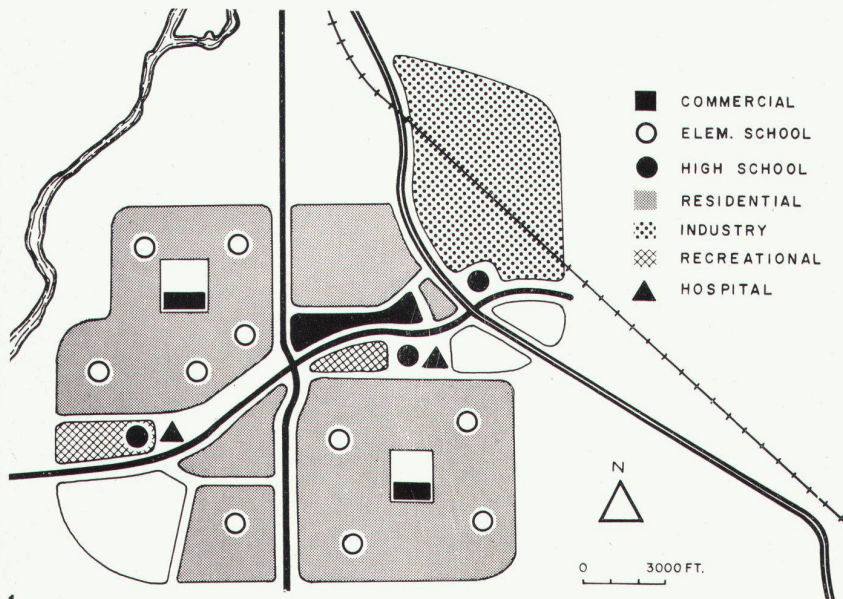 COMMERCIAL
ELEM. SCHOOL
HIGH SCHOOL
RESIDENTIAL
INDUSTRY
RECREATIONAL
HOSPITAL
N
0 3000 FT.